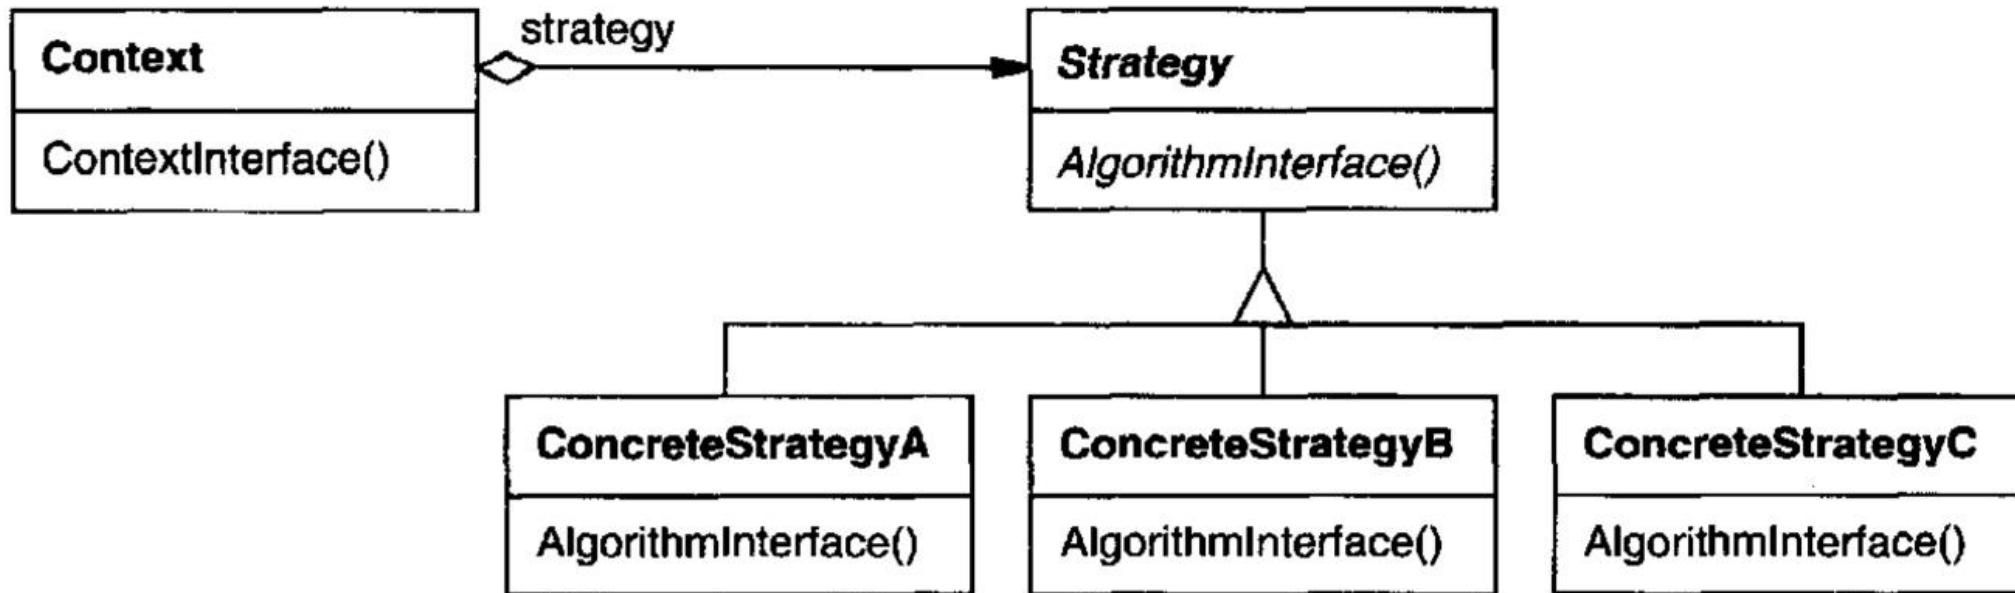 strategy
Context
Strategy
ContextInterface()
AlgorithmInterface()
ConcreteStrategyA
ConcreteStrategyB
ConcreteStrategyC
AlgorithmInterface()
AlgorithmInterface()
AlgorithmInterface()